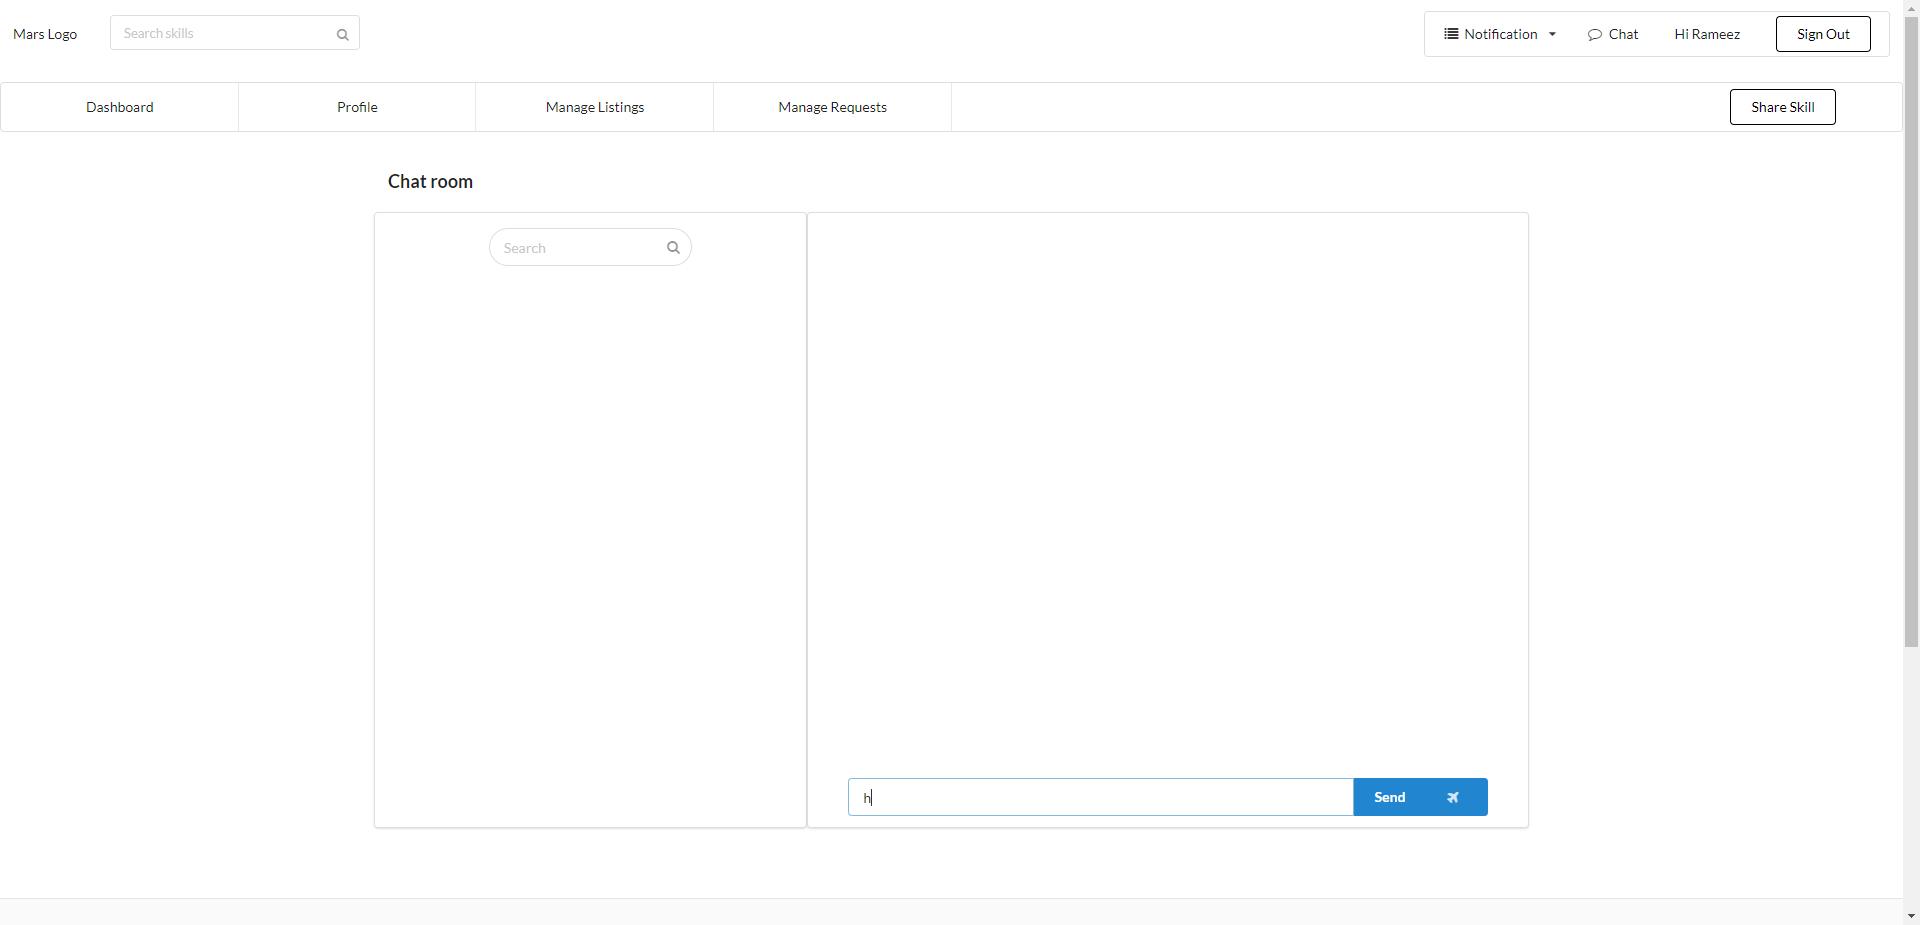 Mars Logo
Search skills
Notification
Chat
Hi Rameez
Sign Out
Dashboard
Profile
Manage Listings
Manage Requests
Share Skill
Chat room
Search
h
Send